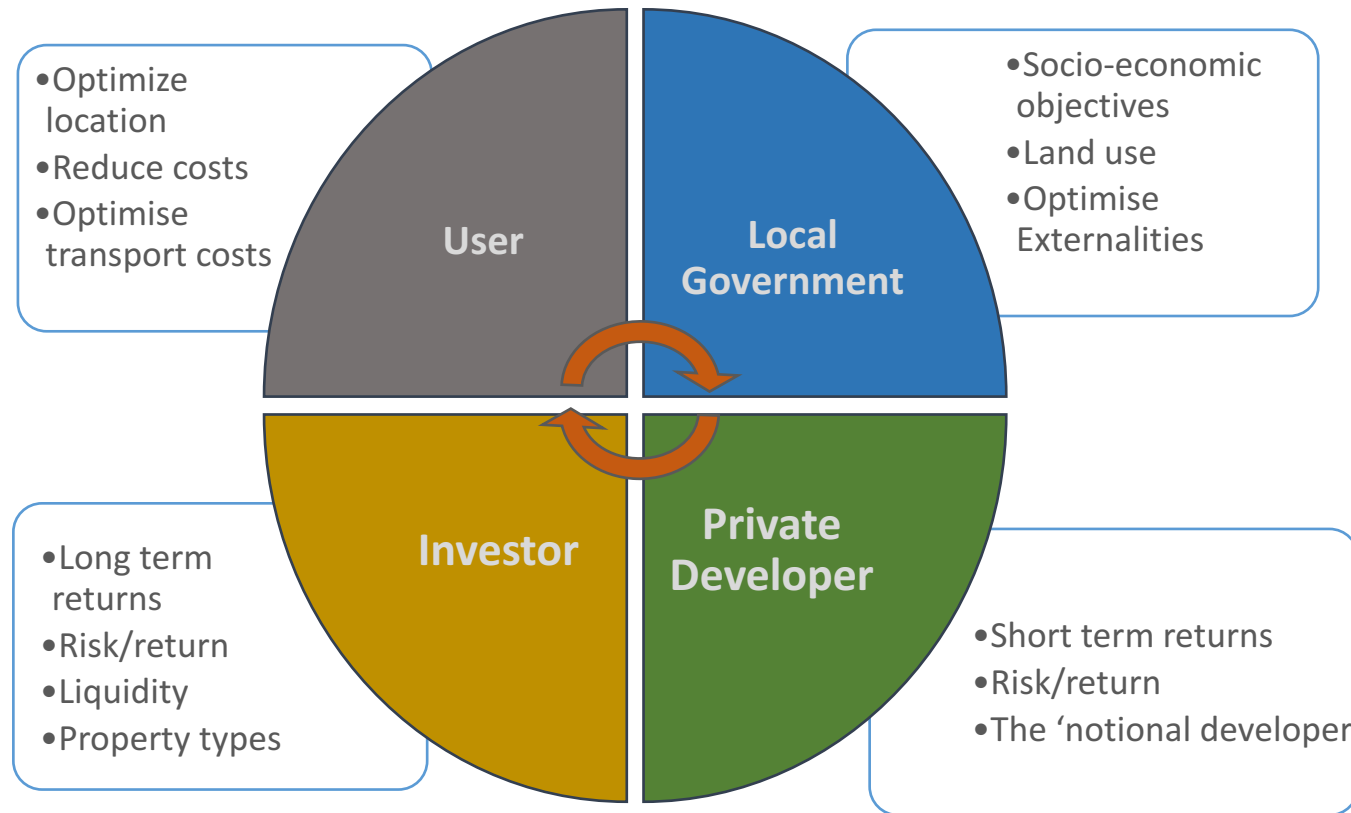 •Optimize
location
•Reduce costs
•Optimise
transport costs
User
Local
Government
•Socio-economic
objectives
•Land use
•Optimise
Externalities
•Long term
returns
•Risk/return
•Liquidity
•Property types
Investor
Private
Developer
•Short term returns
•Risk/return
•The ‘notional developer